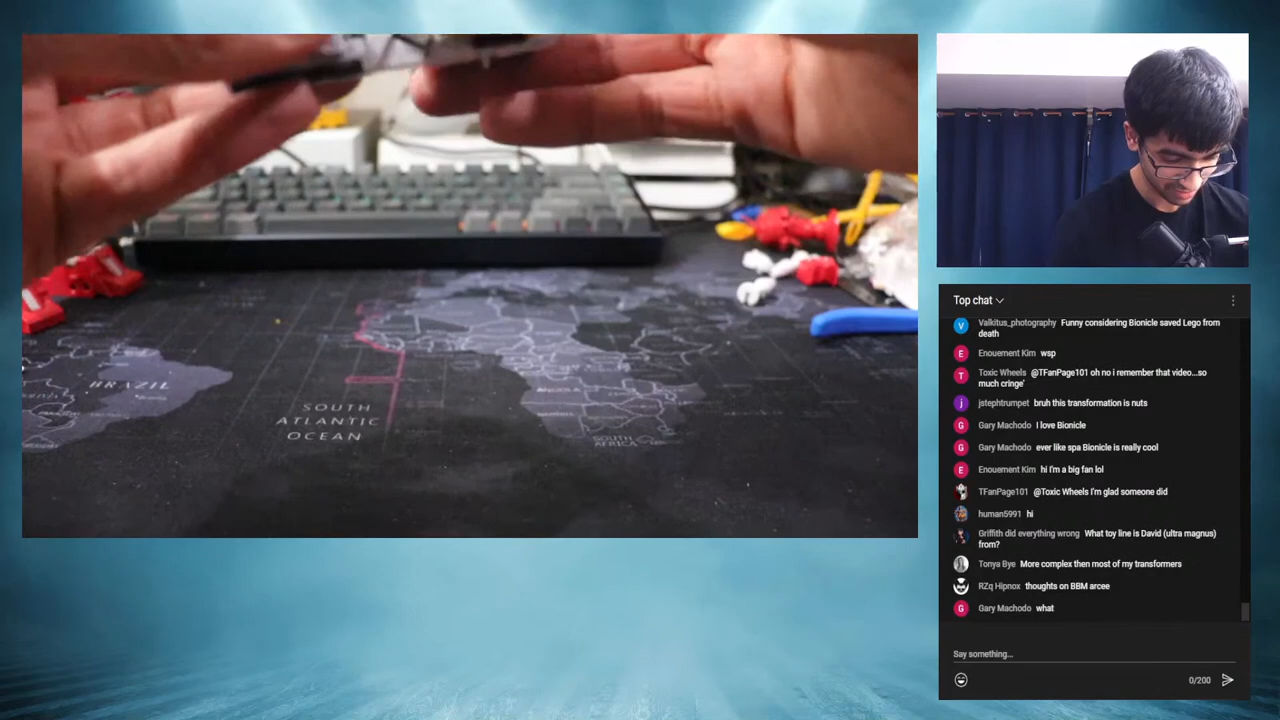 BRAZIL
SOUTH
ATLANTIC
OCEAN
SOUTH
AFRICA
Top chat
Valkitus_photography Funny considering Bionicle saved Lego from
death
Enouement Kim wsp
Toxic Wheels @TFanPage101 oh no i remember that video...so
much cringe'
jstephtrumpet bruh this transformation is nuts
Gary Machodo I love Bionicle
Gary Machodo ever like spa Bionicle is really cool
Enouement Kim hi I'm a big fan lol
TFanPage101 @Toxic Wheels I'm glad someone did
human5991 hi
Griffith did everything wrong What toy line is David (ultra magnus)
from?
Tonya Bye More complex then most of my transformers
RZq Hipnox thoughts on BBM arcee
Gary Machodo what
Say something...
0/200